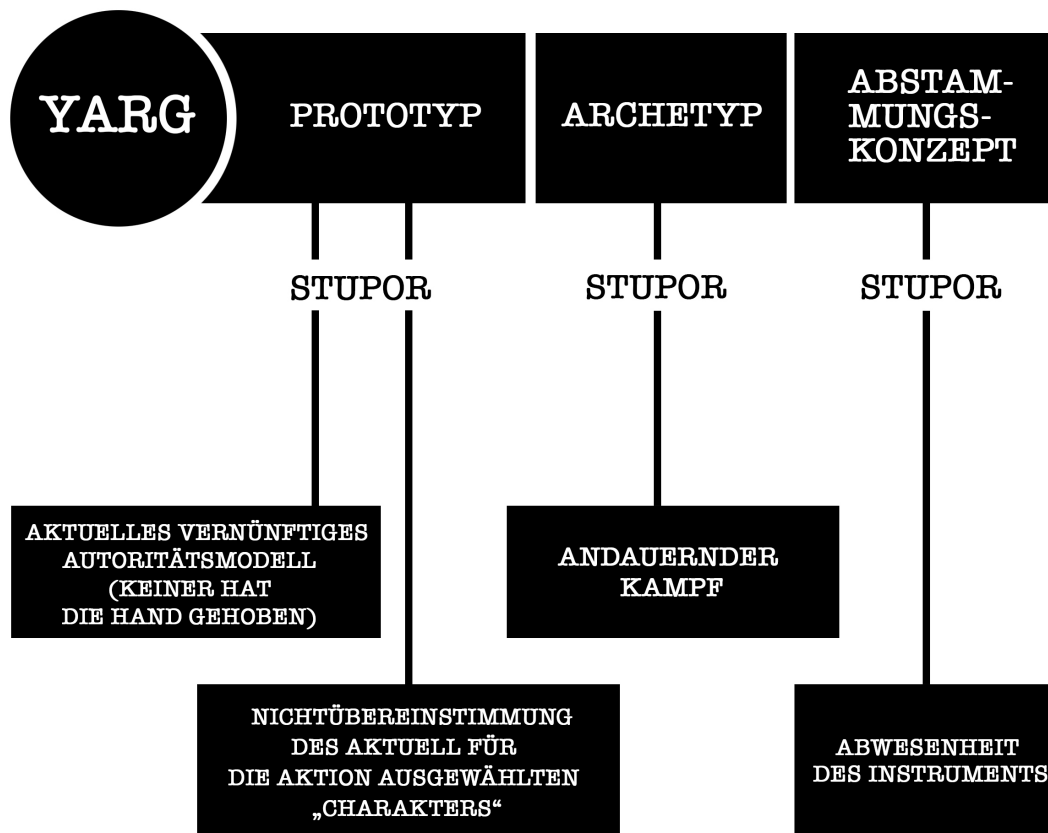 YARG
PROTOTYP
ARCHETYP
ABSTAM-
MUNGS-
KONZEPT
STUPOR
STUPOR
STUPOR
AKTUELLES VERNÜNFTIGES
AUTORITÄTSMODELL
(KEINER HAT
DIE HAND GEHOBEN)
ANDAUERNDER
KAMPF
NICHTÜBEREINSTIMMUNG
DES AKTUELL FÜR
DIE AKTION AUSGEWÄHLTEN
„CHARAKTERS“
ABWESENHEIT
DES INSTRUMENTS